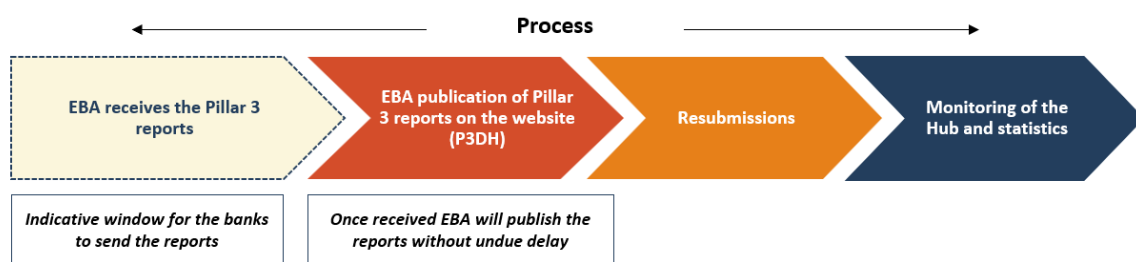 Process
EBA receives the Pillar 3
reports
EBA publication of Pillar
3 reports on the website
(P3DH)
Resubmissions
Monitoring of the
Hub and statistics
Indicative window for the banks
to send the reports
Once received EBA will publish the
reports without undue delay